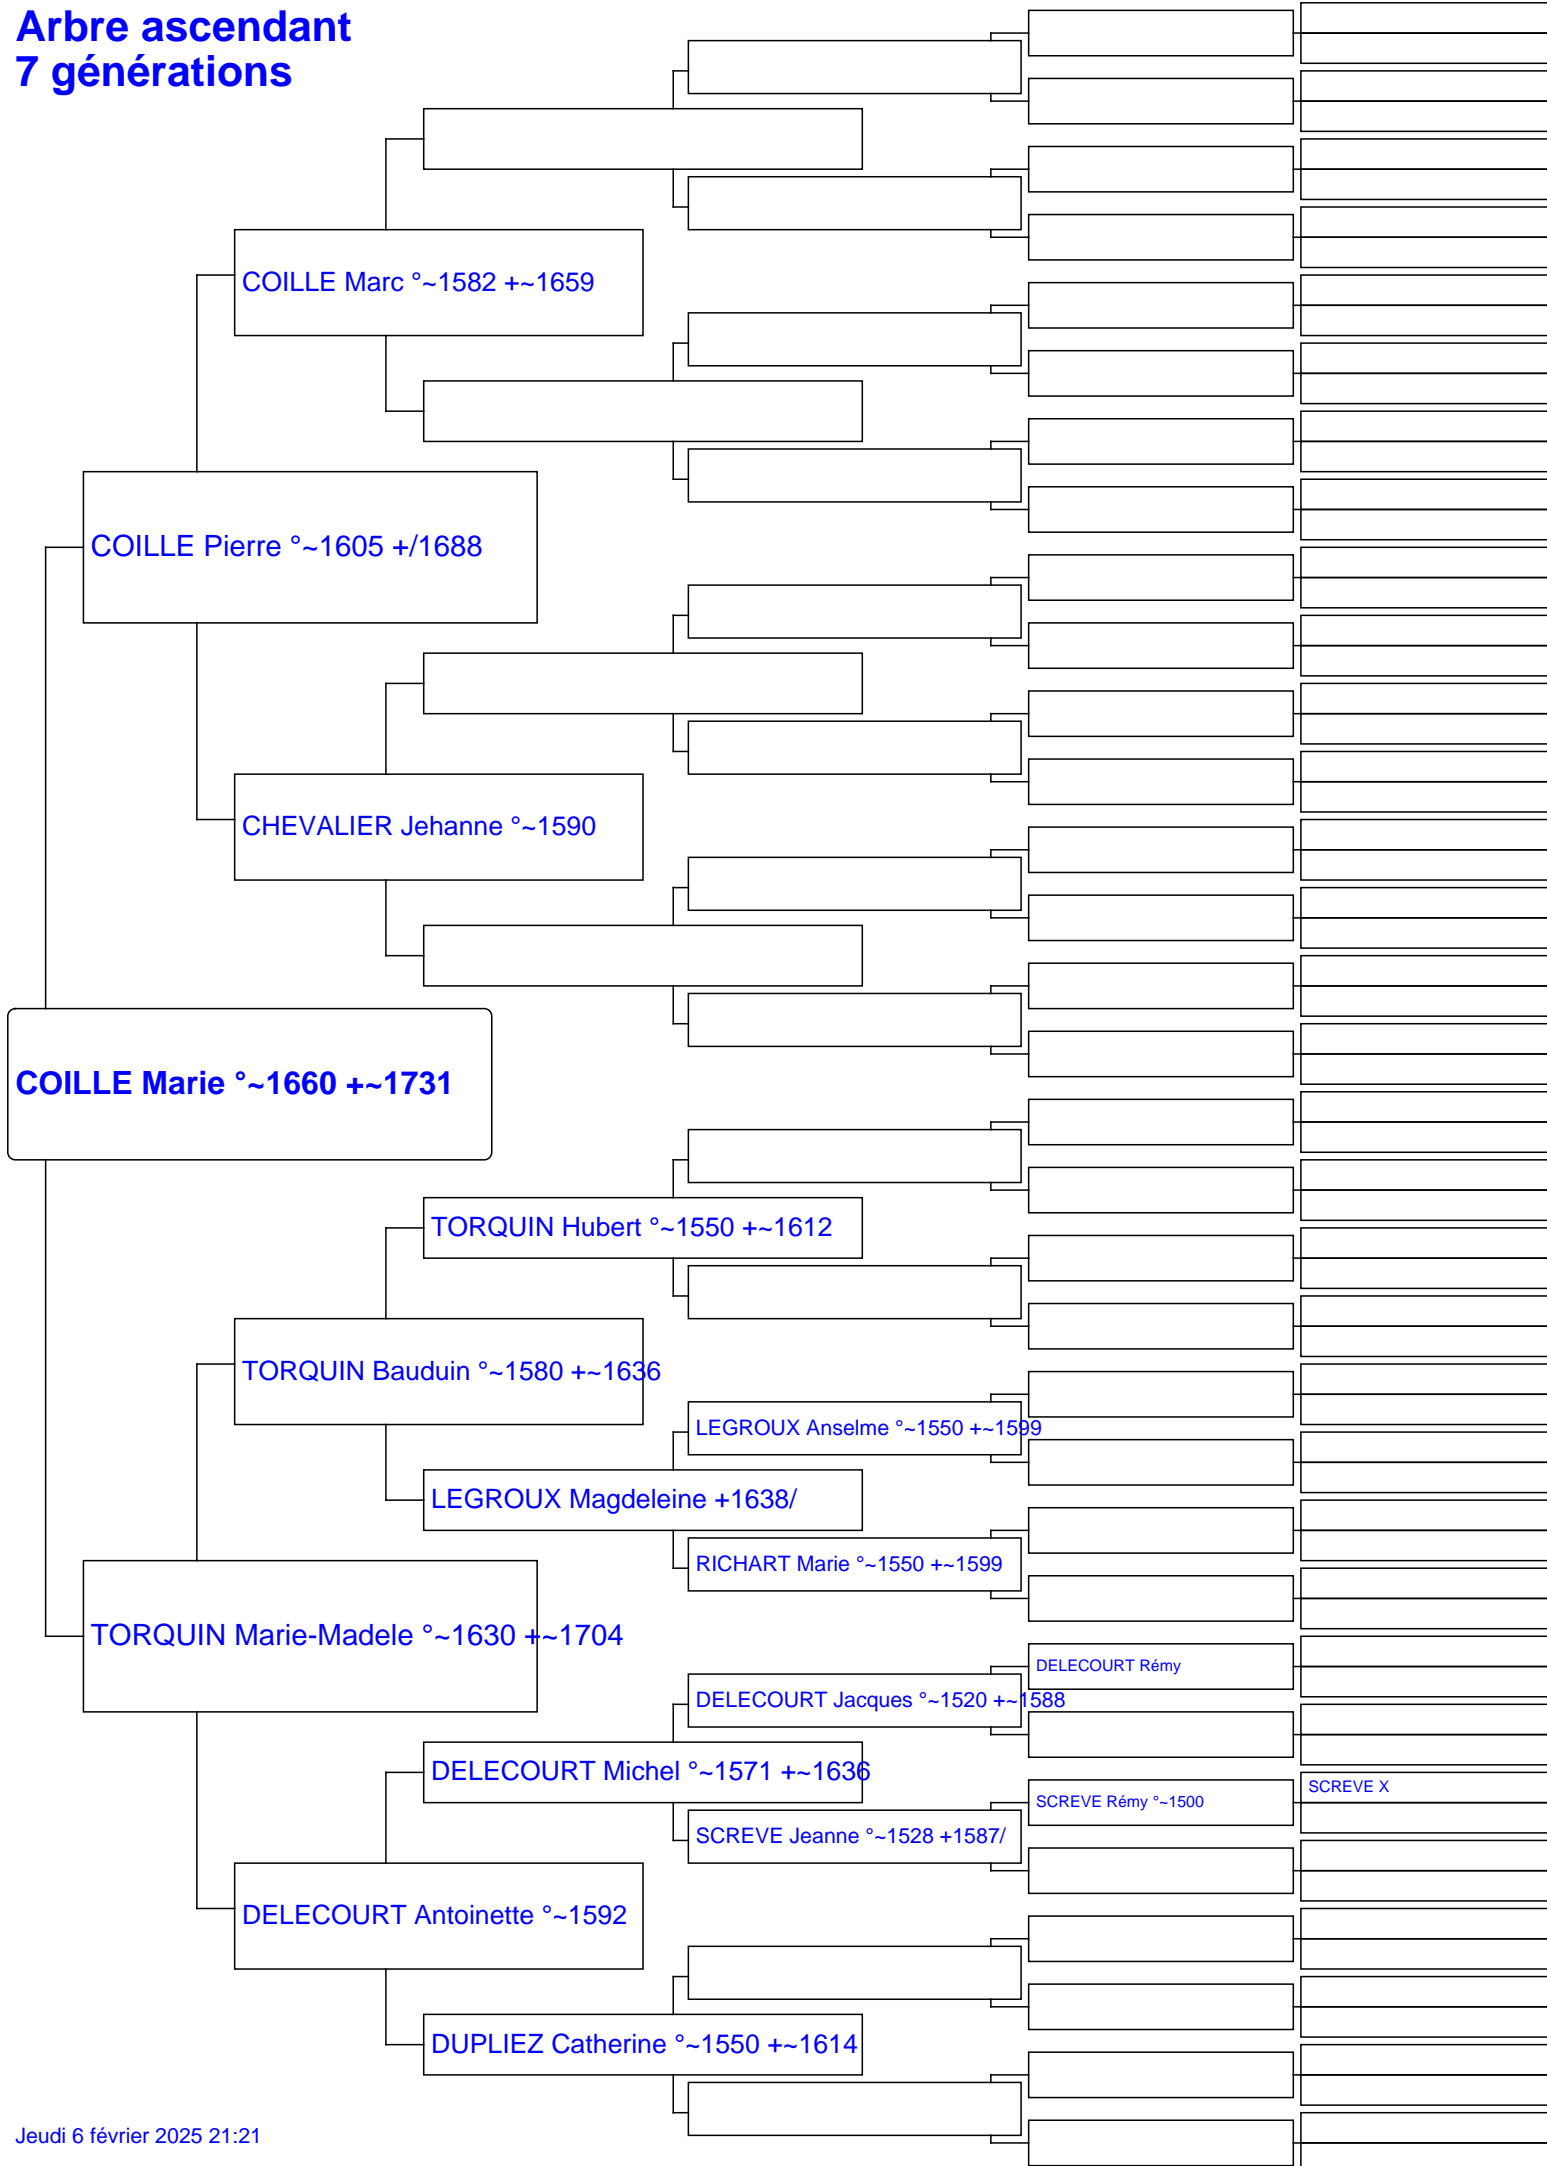 Arbre ascendant
7 générations
COILLE Marc °~1582 +~1659
COILLE Pierre °~1605 +/1688
CHEVALIER Jehanne °~1590
COILLE Marie °~1660 +~1731
TORQUIN Hubert °~1550 +~1612
TORQUIN Bauduin °~1580 +~1636
LEGROUX Anselme °~1550 +~1599
LEGROUX Magdeleine +1638/
RICHART Marie °~1550 +~1599
TORQUIN Marie-Madele °~1630 +~1704
DELECOURT Rémy
DELECOURT Jacques °~1520 +~1588
DELECOURT Michel °~1571 +~1636
SCREVE X
SCREVE Rémy °~1500
SCREVE Jeanne °~1528 +1587/
DELECOURT Antoinette °~1592
DUPLIEZ Catherine °~1550 +~1614
Jeudi 6 février 2025 21:21